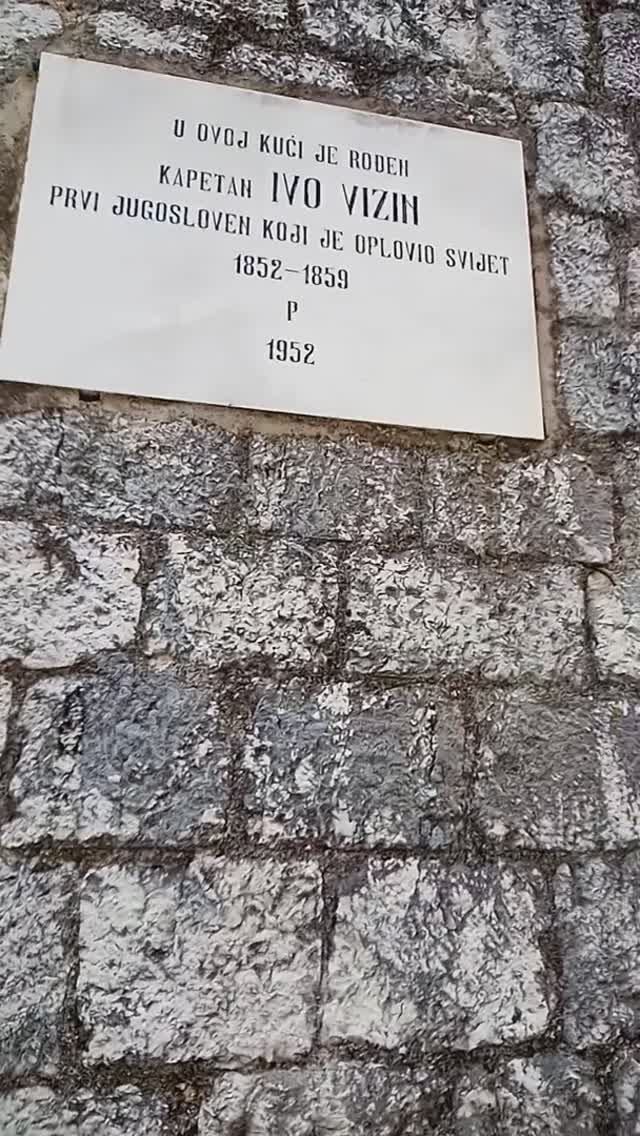 U OVOJ KUĆI JE ROĐEN
KAPETAN IVO VIZIN
PRVI JUGOSLOVEN KOJI JE OPLOVIO SVIJET
1852-1859
P
1952